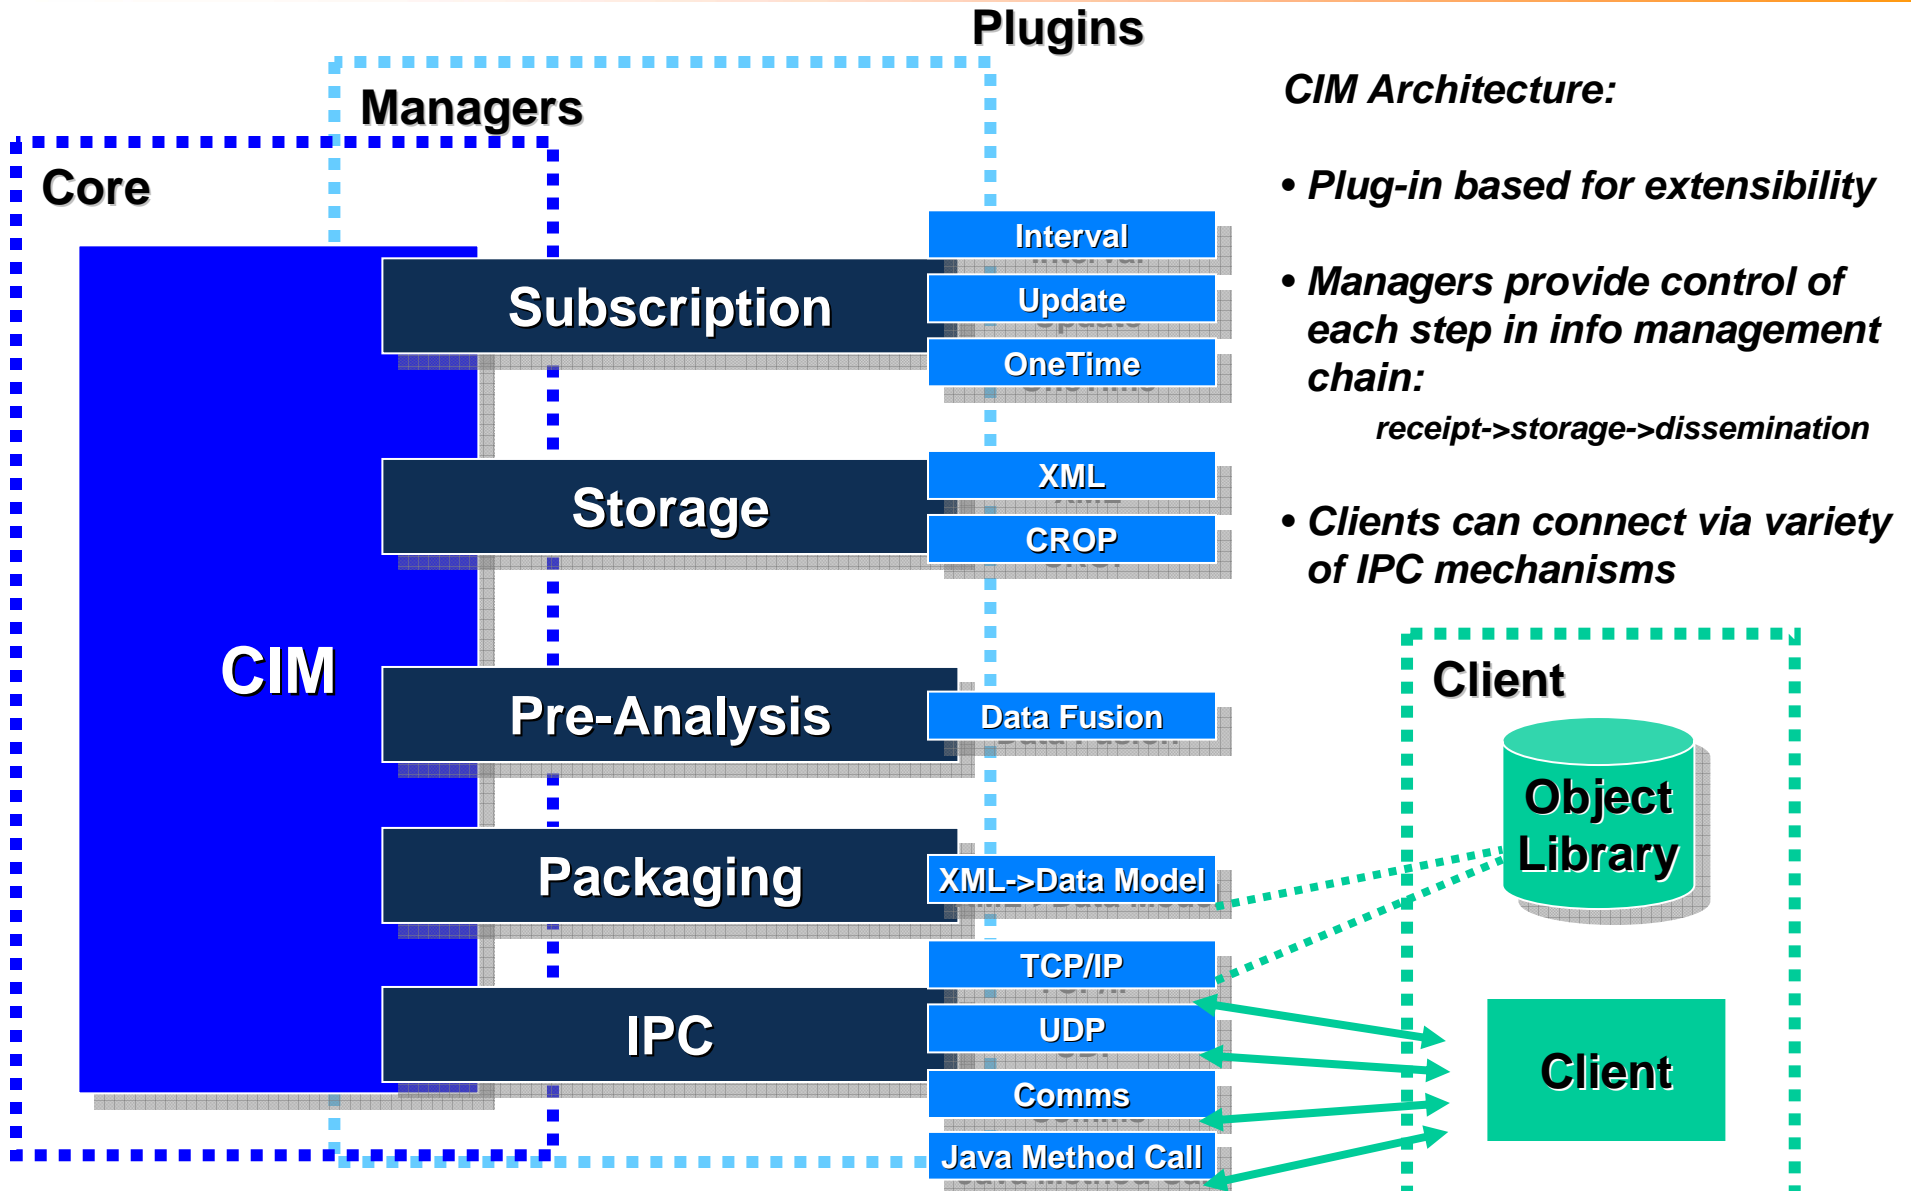 Plugins
Managers
Core
CIM
Subscription
Interval
Update
OneTime
Storage
XML
CROP
Pre-Analysis
Data Fusion
Packaging
XML->Data Model
IPC
TCP/IP
UDP
Comms
Java Method Call
CIM Architecture:
• Plug-in based for extensibility
• Managers provide control of
each step in info management
chain:
receipt->storage->dissemination
• Clients can connect via variety
of IPC mechanisms
Client
Object
Library
Client